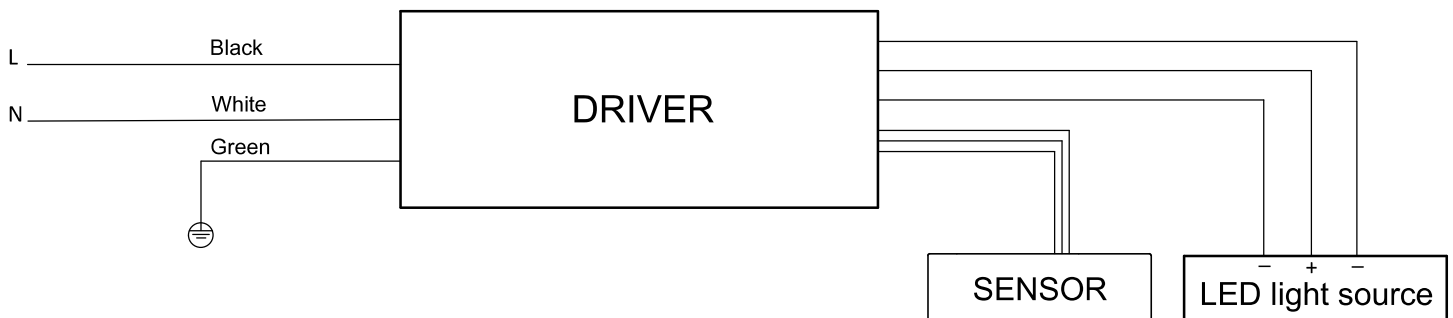 L
Black
N
White
Green
DRIVER
SENSOR
– + –
LED light source